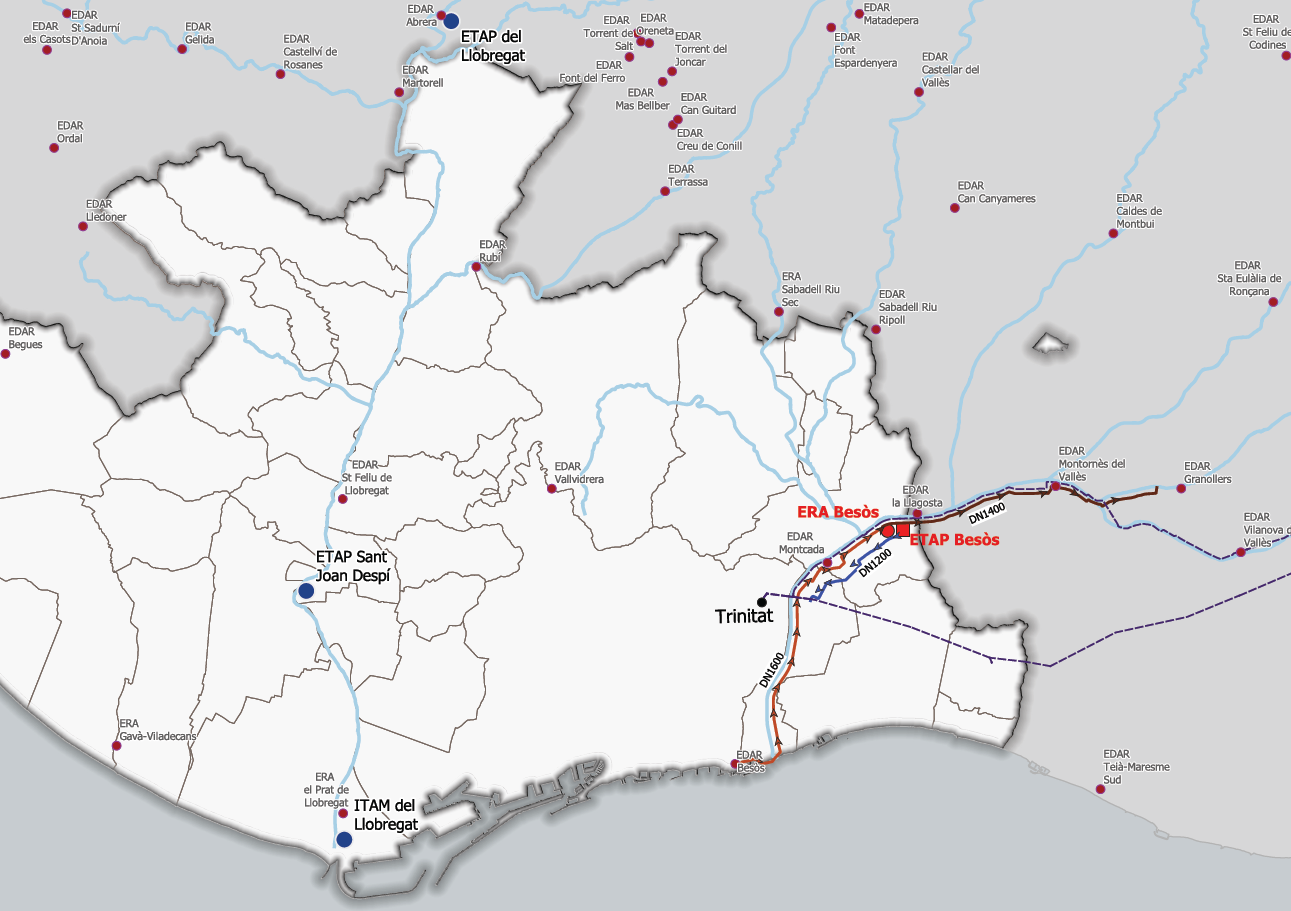 EDAR
St Sadurní
D'Anoia
EDAR
els Casots
EDAR
Gelida
EDAR
Castellví de
Rosanes
EDAR
Abrera
ETAP del
Llobregat
EDAR
Martorell
EDAR
Torrent del
Salt
EDAR
Oreneta
EDAR
Torrent del
Joncar
EDAR
Font del Ferro
EDAR
Mas Bellber
EDAR
Can Guitard
EDAR
Creu de Conill
EDAR
Matadepera
EDAR
Font
Espardenyera
EDAR
Castellar del
Vallès
EDAR
St Feliu de
Codines
EDAR
Ordal
EDAR
Terrassa
EDAR
Can Canyameres
EDAR
Lledoner
EDAR
Caldes de
Montbui
EDAR
Rubí
ERA
Sabadell Riu
Sec
EDAR
Sabadell Riu
Ripoll
EDAR
Sta Eulàlia de
Ronçana
EDAR
Begues
EDAR
St Feliu de
Llobregat
EDAR
Vallvidrera
EDAR
Montornès del
Vallès
EDAR
Granollers
EDAR
la Llagosta
ERA Besòs
DN1400
ETAP Besòs
EDAR
Vilanova del
Vallès
EDAR
Montcada
DN1200
ETAP Sant
Joan Despí
Trinitat
DN1600
ERA
Gavà-Viladecans
EDAR
Besòs
EDAR
Teià-Maresme
Sud
ERA
el Prat de
Llobregat
ITAM del
Llobregat